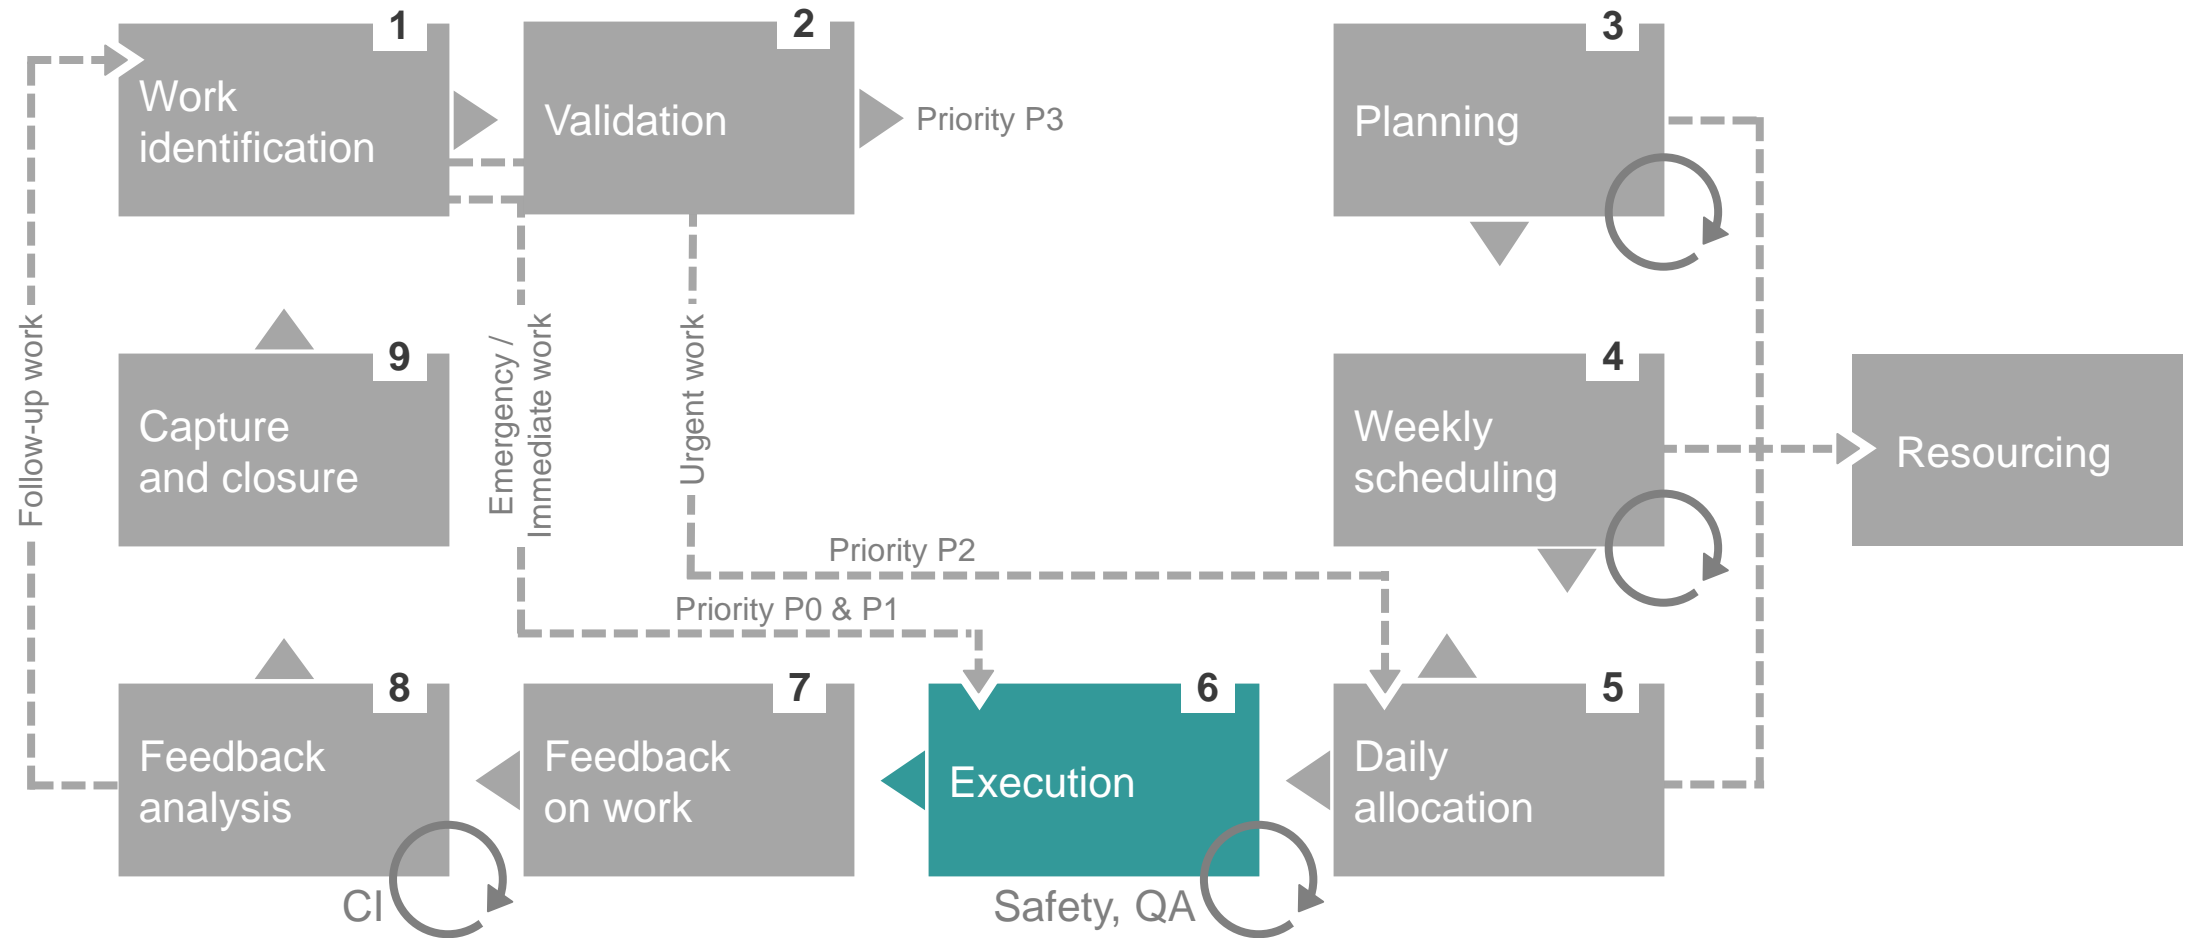 1
Work
identification
2
Validation
Priority P3
3
Planning
Follow-up work
9
Capture
and closure
Emergency /
Immediate work
Urgent work
4
Weekly
scheduling
Resourcing
Priority P2
Priority P0 & P1
8
Feedback
analysis
CI
7
Feedback
on work
6
Execution
Safety, QA
5
Daily
allocation